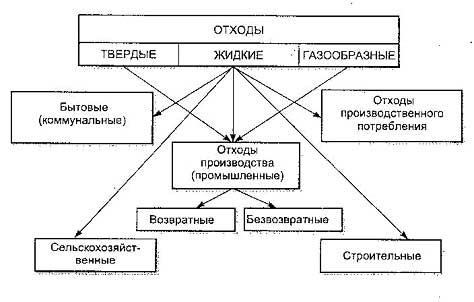 ОТХОДЫ
ТВЕРДЫЕ ЖИДКИЕ ГАЗООБРАЗНЫЕ
Бытовые
(коммунальные)
Отходы
производственного
потребления
Отходы
производства
(промышленные)
Возвратные
Безвозвратные
Сельскохозяйст-
венные
Строительные